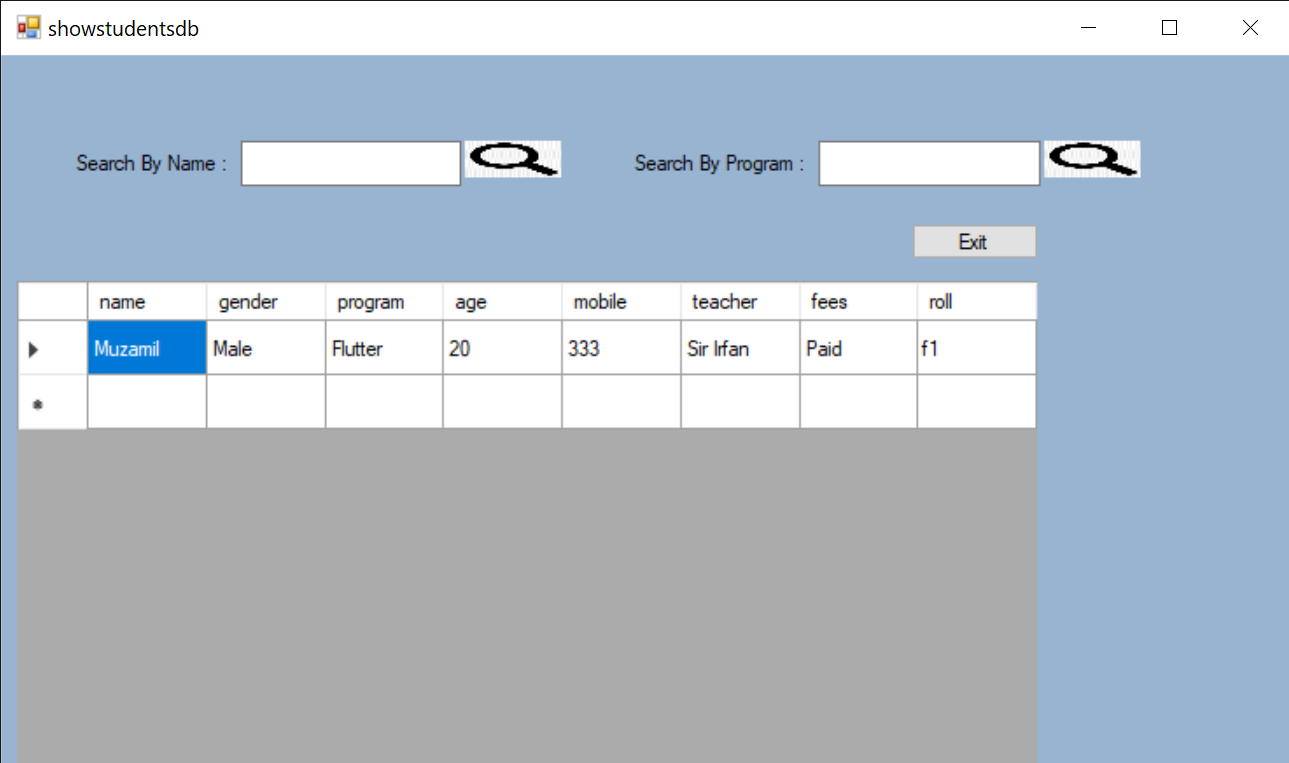 showstudentsdb
Search By Name : Search By Program :
Exit
name gender program age mobile teacher fees roll
Muzamil Male Flutter 20 333 Sir Irfan Paid f1